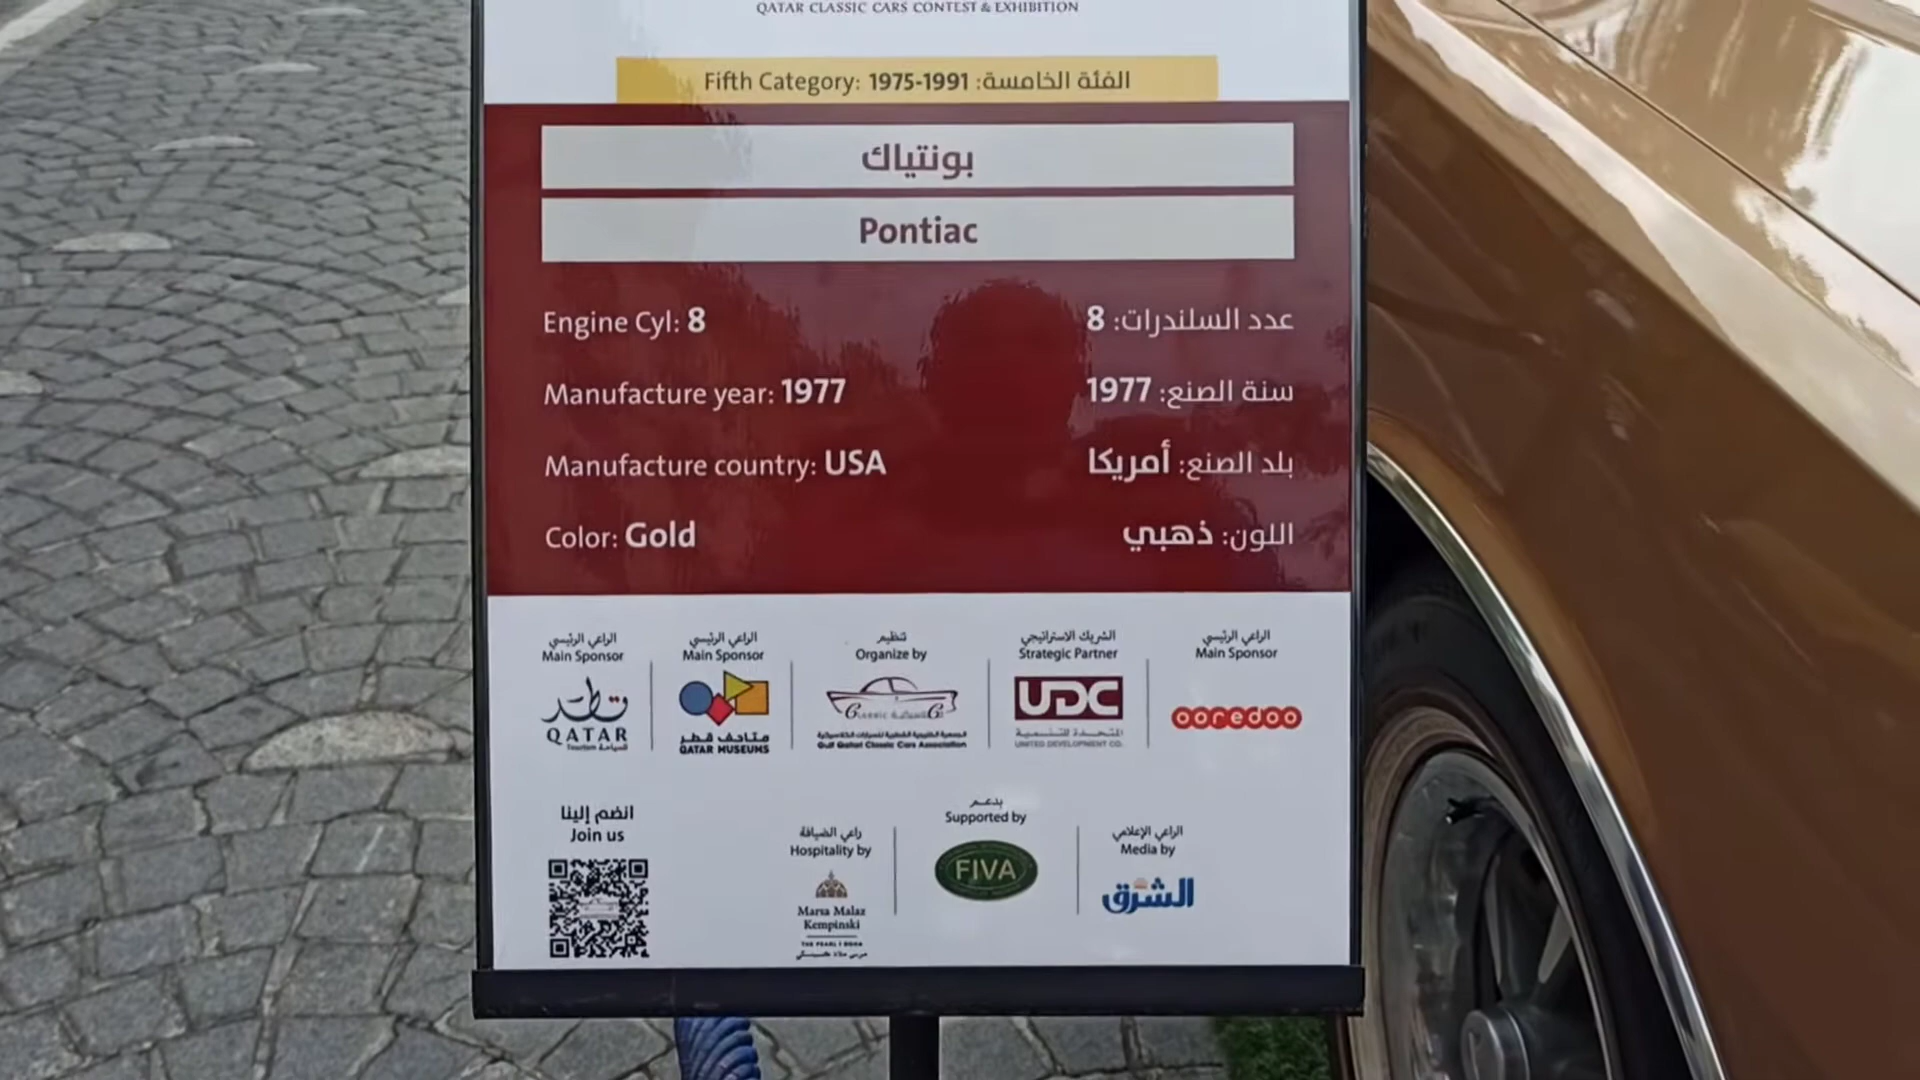 QATAR CLASSIC CARS CONTEST & EXHIBITION
Fifth Category: 1975-1991 :الفئة الخامسة
بونتياك
Pontiac
Engine Cyl: 8
عدد السلندرات: 8
Manufacture year: 1977
سنة الصنع: 1977
Manufacture country: USA
بلد الصنع: أمريكا
Color: Gold
اللون: ذهبي
الراعي الرئيسي
Main Sponsor
قطر
QATAR
Tourism للسياحة
الراعي الرئيسي
Main Sponsor
متاحف قطر
QATAR MUSEUMS
تنظيم
Organize by
الجمعية الخليجية القطرية للسيارات الكلاسيكية
Gulf Qatari Classic Cars Association
الشريك الاستراتيجي
Strategic Partner
UDC
المتحدة للتنمية
UNITED DEVELOPMENT CO.
الراعي الرئيسي
Main Sponsor
ooredoo
انضم إلينا
Join us
راعي الضيافة
Hospitality by
Marsa Malaz
Kempinski
THE PEARL | DOHA
مرسى ملاذ كمبينسكي
بدعم
Supported by
FIVA
الراعي الإعلامي
Media by
الشرق